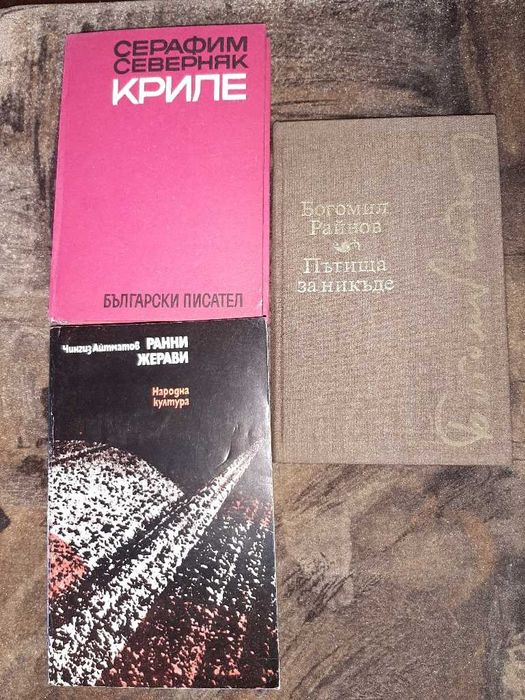 СЕРАФИМ
СЕВЕРНЯК
КРИЛЕ
БЪЛГАРСКИ ПИСАТЕЛ
Богомил
Райнов
Пътища
за никъде
Чингиз Айтматов РАННИ
ЖЕРАВИ
Народна
култура